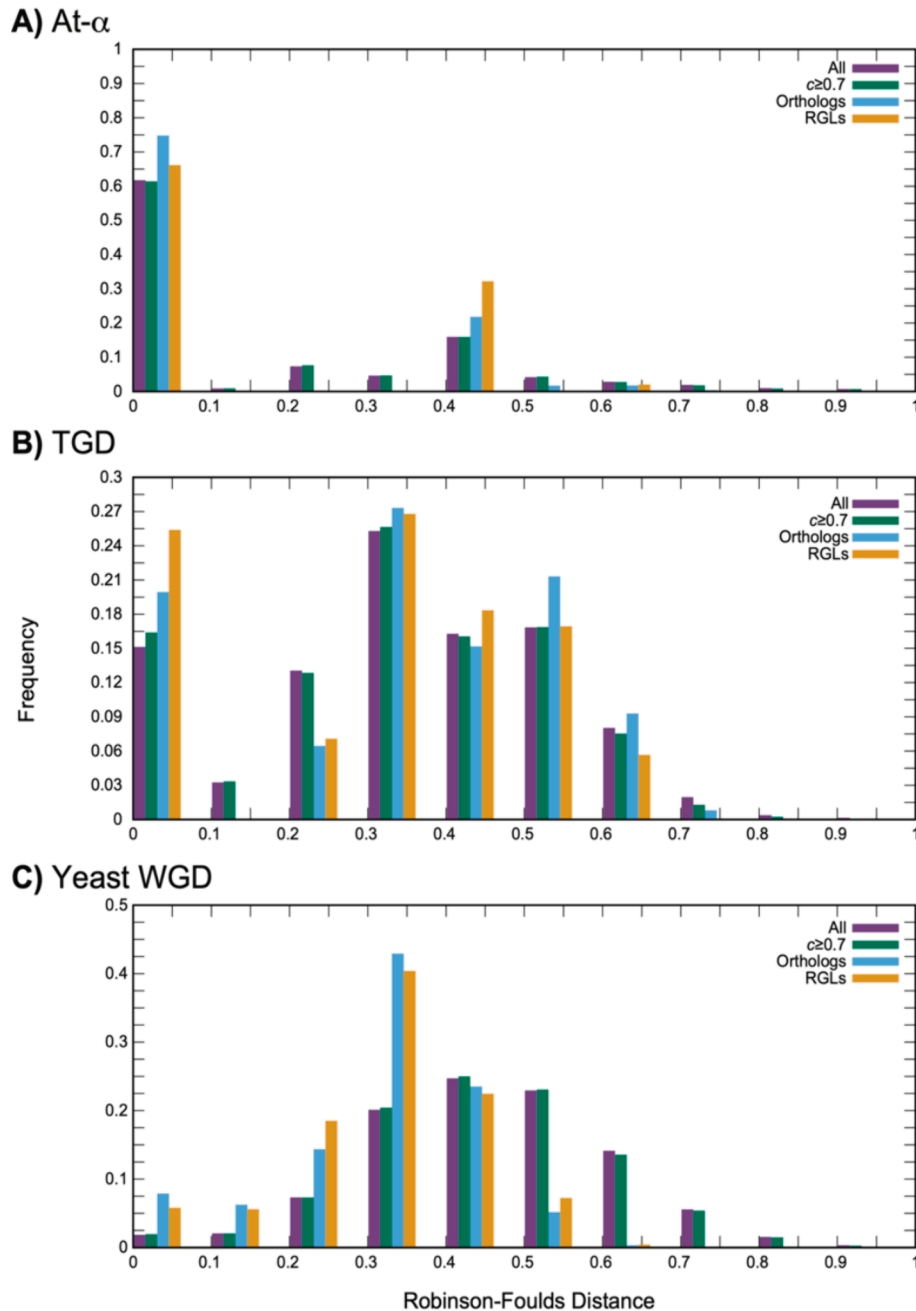 A) At-α
1
0.9
0.8
0.7
0.6
0.5
0.4
0.3
0.2
0.1
0
All
c≥0.7
Orthologs
RGLs
0 0.1 0.2 0.3 0.4 0.5 0.6 0.7 0.8 0.9 1
B) TGD
0.3
0.27
0.24
0.21
0.18
0.15
0.12
0.09
0.06
0.03
0
Frequency
All
c≥0.7
Orthologs
RGLs
0 0.1 0.2 0.3 0.4 0.5 0.6 0.7 0.8 0.9 1
C) Yeast WGD
0.5
0.4
0.3
0.2
0.1
0
All
c≥0.7
Orthologs
RGLs
0 0.1 0.2 0.3 0.4 0.5 0.6 0.7 0.8 0.9 1
Robinson-Foulds Distance